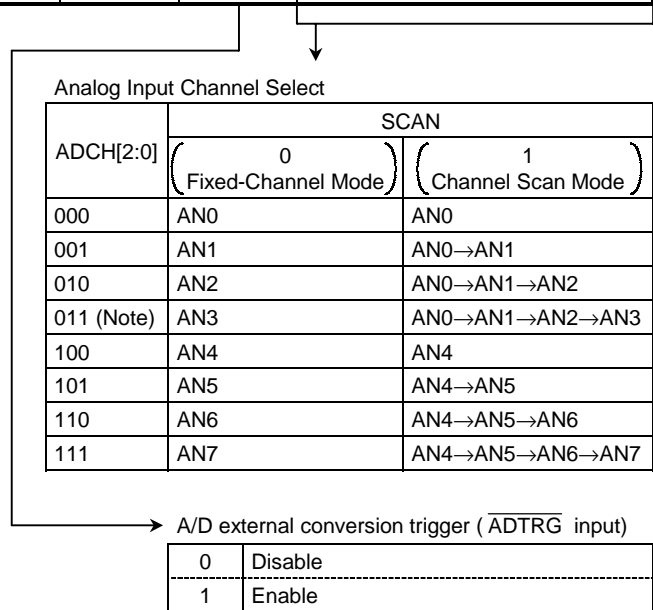 Analog Input Channel Select
ADCH[2:0] SCAN
0 1
Fixed-Channel Mode Channel Scan Mode
000 AN0 AN0
001 AN1 AN0→AN1
010 AN2 AN0→AN1→AN2
011 (Note) AN3 AN0→AN1→AN2→AN3
100 AN4 AN4
101 AN5 AN4→AN5
110 AN6 AN4→AN5→AN6
111 AN7 AN4→AN5→AN6→AN7
A/D external conversion trigger ( ADTRG input)
0 Disable
1 Enable